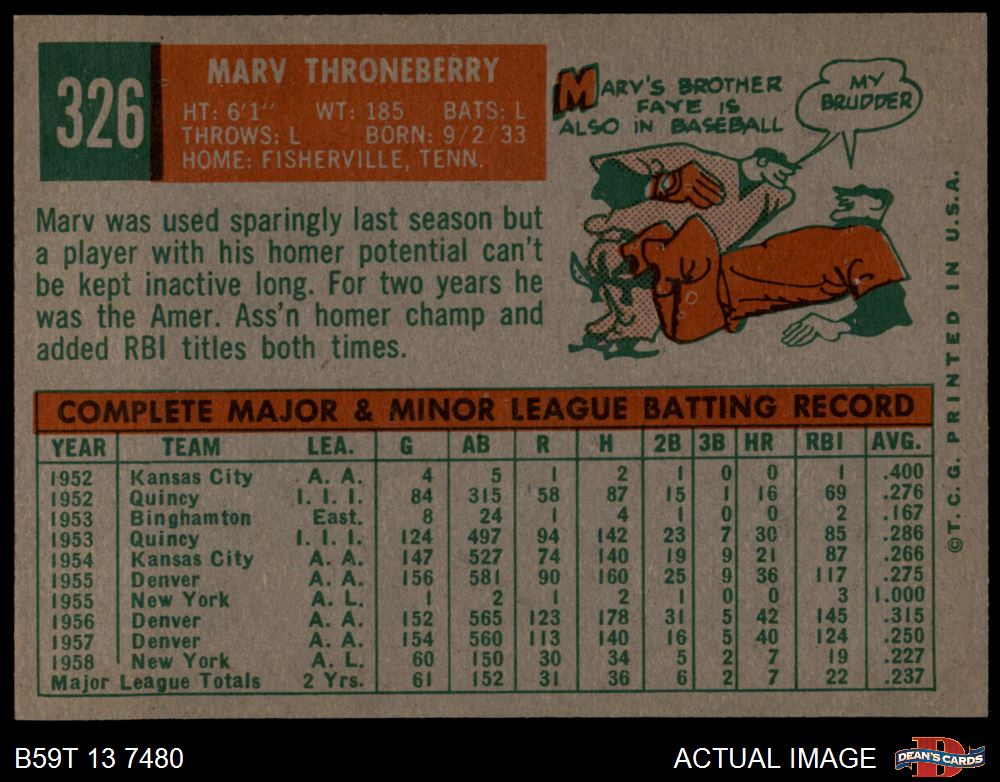 326
MARV THRONEBERRY
HT: 6'1" WT: 185 BATS: L
THROWS: L BORN: 9/2/33
HOME: FISHERVILLE, TENN.
MARV'S BROTHER
FAYE IS
ALSO IN BASEBALL
MY
BRUDDER
Marv was used sparingly last season but
a player with his homer potential can't
be kept inactive long. For two years he
was the Amer. Ass'n homer champ and
added RBI titles both times.
COMPLETE MAJOR & MINOR LEAGUE BATTING RECORD
YEAR TEAM LEA. G AB R H 2B 3B HR RBI AVG.
1952 Kansas City A. A. 4 5 1 2 1 0 0 1 .400
1952 Quincy I. I. I. 84 315 58 87 15 1 16 69 .276
1953 Binghamton East. 8 24 1 4 1 0 0 2 .167
1953 Quincy I. I. I. 124 497 94 142 23 7 30 85 .286
1954 Kansas City A. A. 147 527 74 140 19 9 21 87 .266
1955 Denver A. A. 156 581 90 160 25 9 36 117 .275
1955 New York A. L. 1 2 1 2 1 0 0 3 1.000
1956 Denver A. A. 152 565 123 178 31 5 42 145 .315
1957 Denver A. A. 154 560 113 140 16 5 40 124 .250
1958 New York A. L. 60 150 30 34 5 2 7 19 .227
Major League Totals 2 Yrs. 61 152 31 36 6 2 7 22 .237
© T. C. G. PRINTED IN U.S.A.
B59T 13 7480
ACTUAL IMAGE
D
DEAN'S CARDS